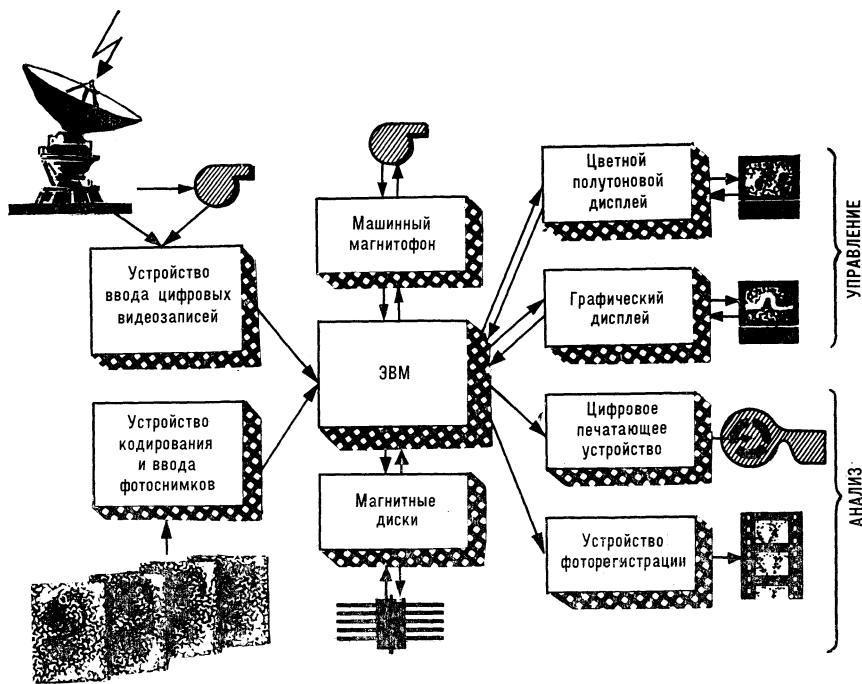 Устройство
ввода цифровых
видеозаписей
Устройство
кодирования
и ввода
фотоснимков
Машинный
магнитофон
ЭВМ
Магнитные
диски
Цветной
полутоновой
дисплей
Графический
дисплей
Цифровое
печатающее
устройство
Устройство
фоторегистрации
УПРАВЛЕНИЕ
АНАЛИЗ